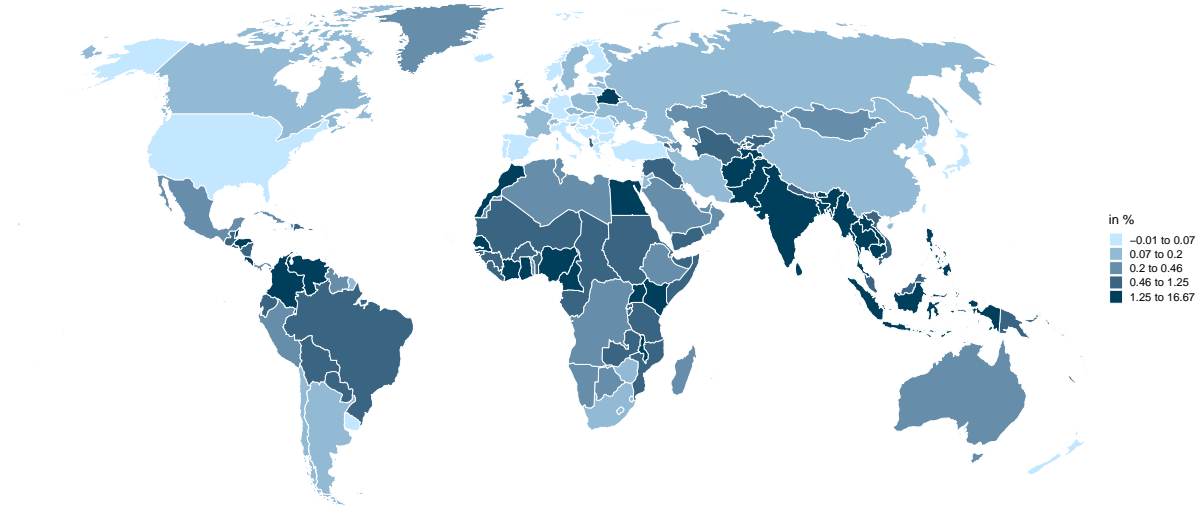 in %
−0.01 to 0.07
0.07 to 0.2
0.2 to 0.46
0.46 to 1.25
1.25 to 16.67